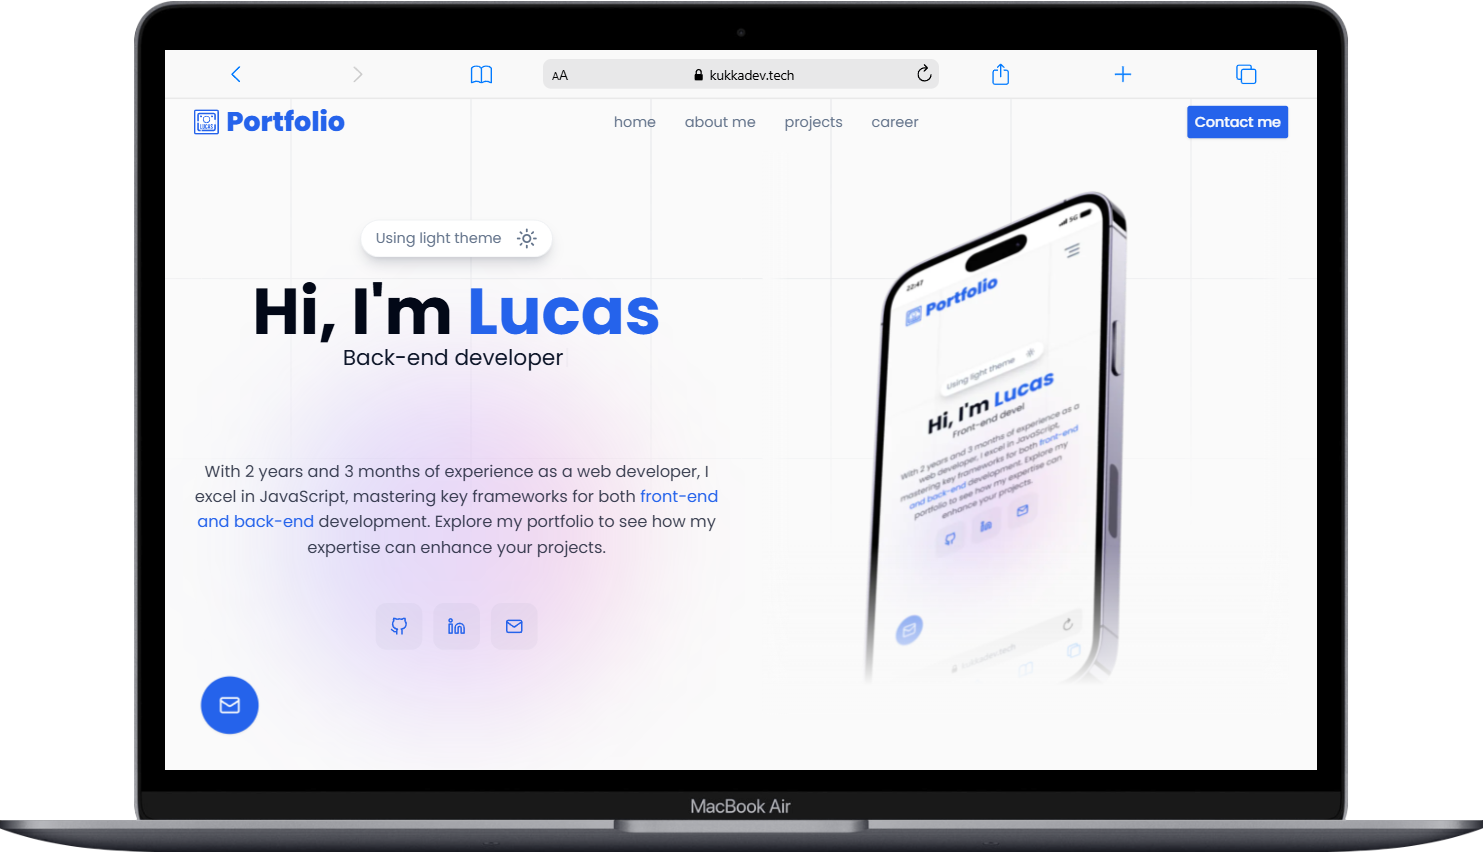 AA
kukkadev.tech
Portfolio
home
about me
projects
career
Contact me
Using light theme
Hi, I'm Lucas
Back-end developer
With 2 years and 3 months of experience as a web developer, I
excel in JavaScript, mastering key frameworks for both front-end
and back-end development. Explore my portfolio to see how my
expertise can enhance your projects.
22:47
5G
Portfolio
Using light theme
Hi, I'm Lucas
Front-end devel
With 2 years and 3 months of experience as a
web developer, I excel in JavaScript,
mastering key frameworks for both front-end
and back-end development. Explore my
portfolio to see how my expertise can
enhance your projects.
kukkadev.tech
MacBook Air